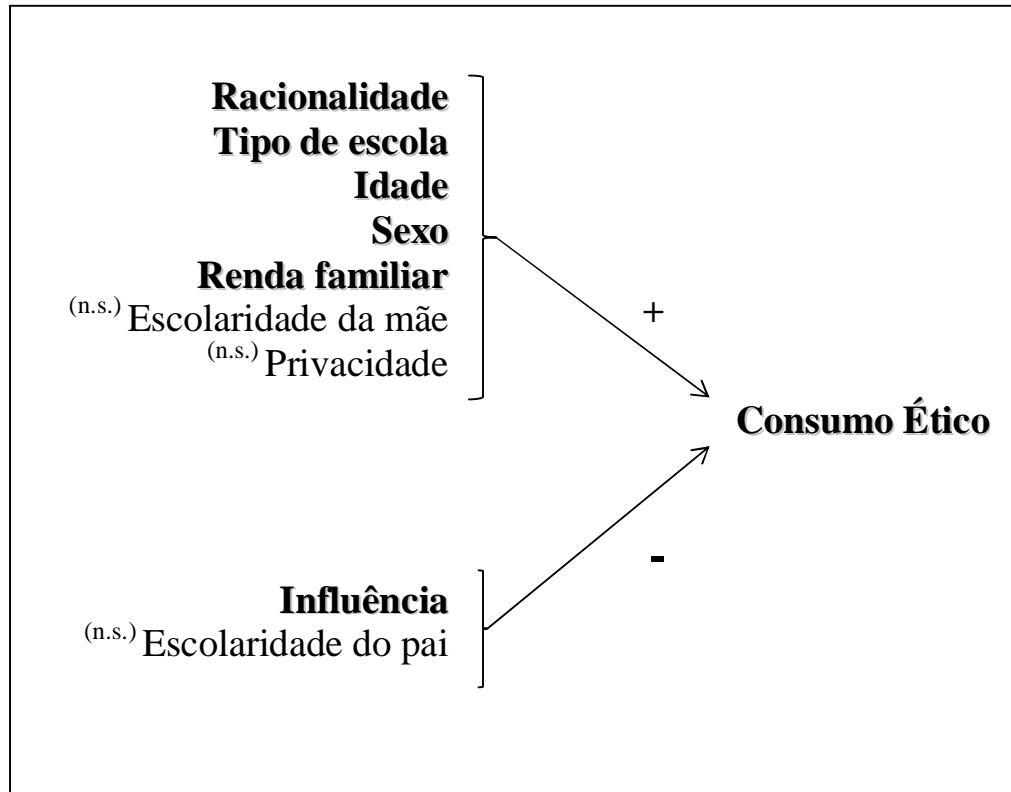 Racionalidade
Tipo de escola
Idade
Sexo
Renda familiar
(n.s.) Escolaridade da mãe
(n.s.) Privacidade
+
Consumo Ético
-
Influência
(n.s.) Escolaridade do pai